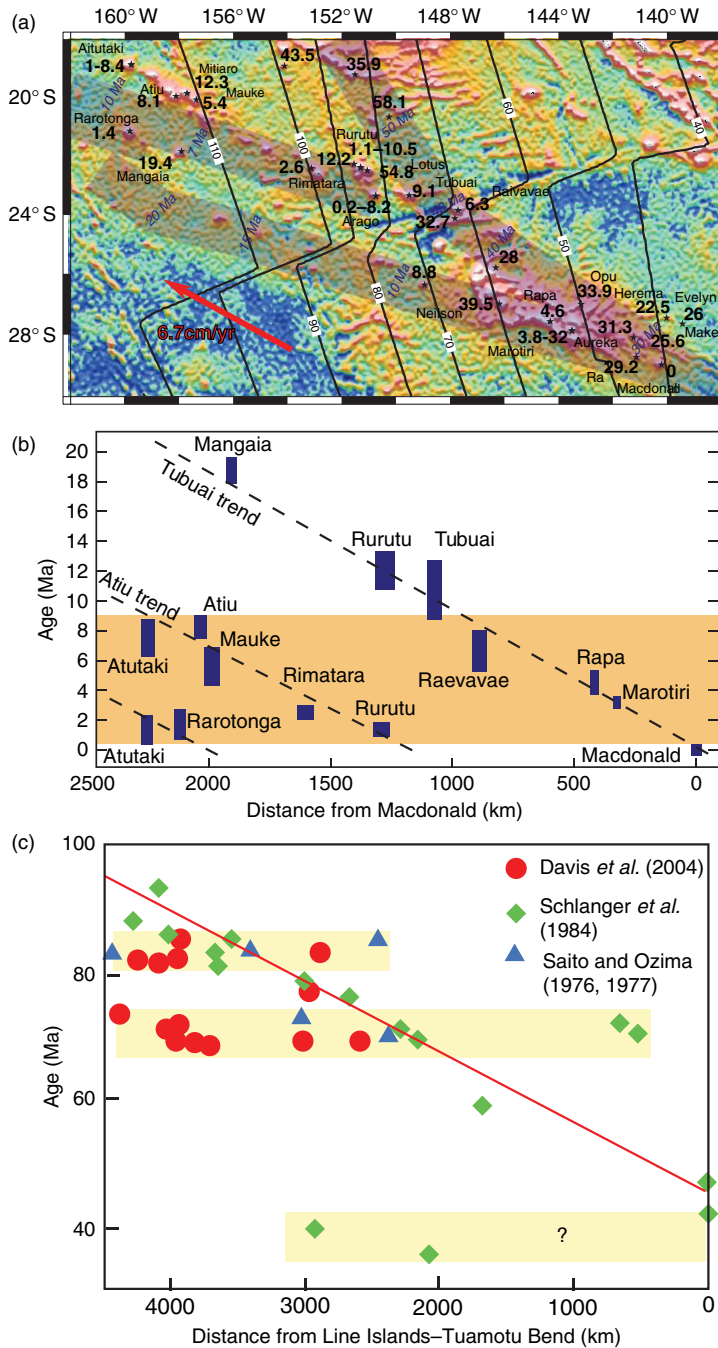 (a)
160° W 156° W 152° W 148° W 144° W 140° W
20° S
24° S
28° S
Aitutaki
1-8.4
10 Ma
Atiu
8.1
Mitiaro
12.3
Mauke
5.4
43.5
35.9
58.1
50 Ma
60
40
Rarotonga
1.4
19.4
Mangaia
7 Ma
110
100
2.6
Rimatara
12.2
Rurutu
1.1–10.5
54.8
Lotus
0.2–8.2
Arago
9.1
Tubuai
Raivavae
6.3
32.7
20 Ma
40 Ma
28
50
10 Ma
8.8
Neilson
80
90
70
39.5
Marotiri
Rapa
4.6
3.8-32
Aureka
Opu
33.9
Herema
31.3
22.5
Evelyn
26
Make
25.6
30 Ma
29.2
Ra
0
Macdonald
6.7cm/yr
(b)
Age (Ma)
20
18
16
14
12
10
8
6
4
2
0
Mangaia
Tubuai trend
Rurutu
Tubuai
Atiu trend
Atiu
Atutaki
Mauke
Raevavae
Rapa
Rimatara
Marotiri
Rarotonga
Rurutu
Atutaki
Macdonald
2500 2000 1500 1000 500 0
Distance from Macdonald (km)
(c)
Age (Ma)
100
80
60
40
Davis et al. (2004)
Schlanger et al.
(1984)
Saito and Ozima
(1976, 1977)
?
4000 3000 2000 1000 0
Distance from Line Islands–Tuamotu Bend (km)